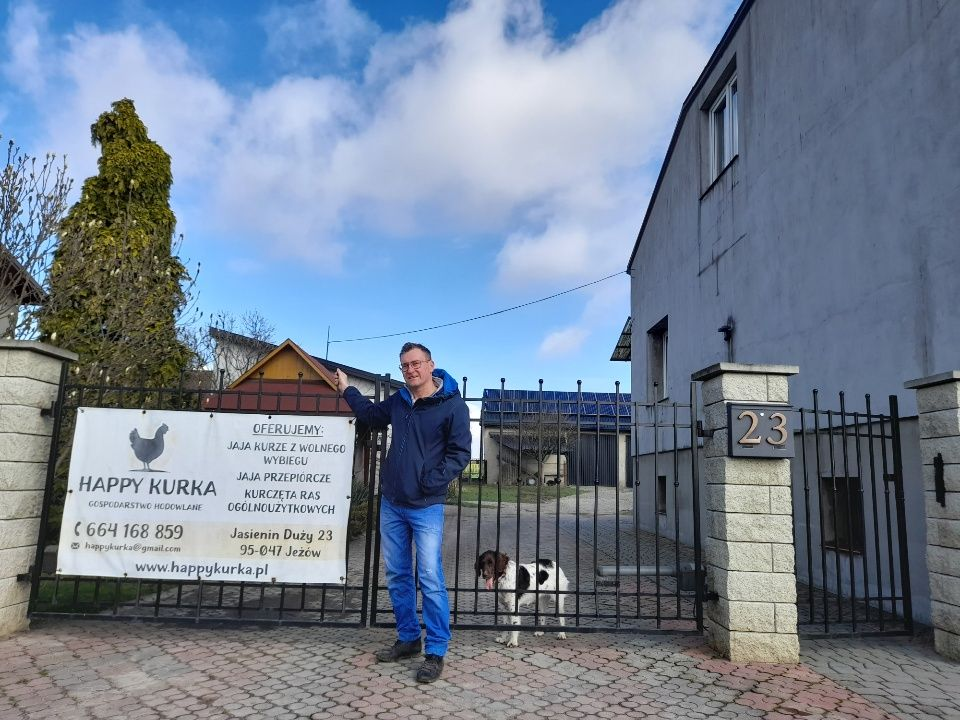 HAPPY KURKA
GOSPODARSTWO HODOWLANE
664 168 859
happykurka@gmail.com
OFERUJEMY:
JAJA KURZE Z WOLNEGO
WYBIEGU
JAJA PRZEPIÓRCZE
KURCZĘTA RAS
OGÓLNOUŻYTKOWYCH
Jasienin Duży 23
95-047 Jeżów
www.happykurka.pl
23